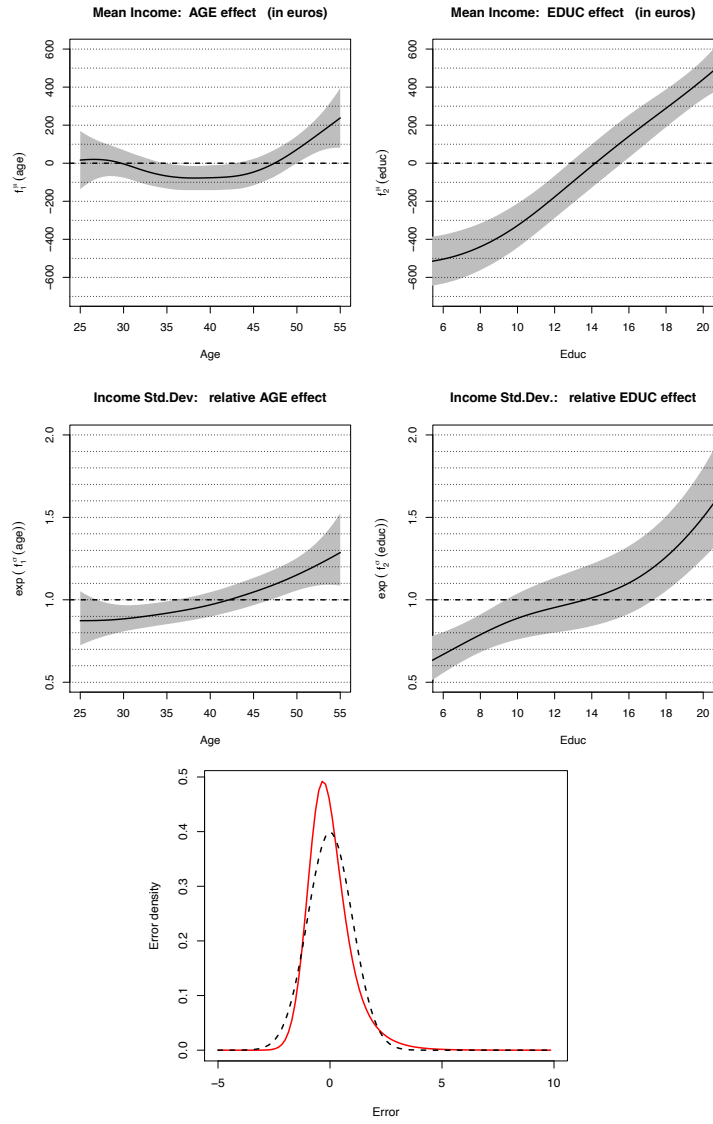 Mean Income: AGE effect (in euros)
f₁^μ (age)
600
400
200
0
−200
−400
−600
25 30 35 40 45 50 55
Age
Mean Income: EDUC effect (in euros)
f₂^μ (educ)
600
400
200
0
−200
−400
−600
6 8 10 12 14 16 18 20
Educ
Income Std.Dev: relative AGE effect
exp( f₁^σ (age))
2.0
1.5
1.0
0.5
25 30 35 40 45 50 55
Age
Income Std.Dev.: relative EDUC effect
exp( f₂^σ (educ))
2.0
1.5
1.0
0.5
6 8 10 12 14 16 18 20
Educ
Error density
0.5
0.4
0.3
0.2
0.1
0.0
−5 0 5 10
Error